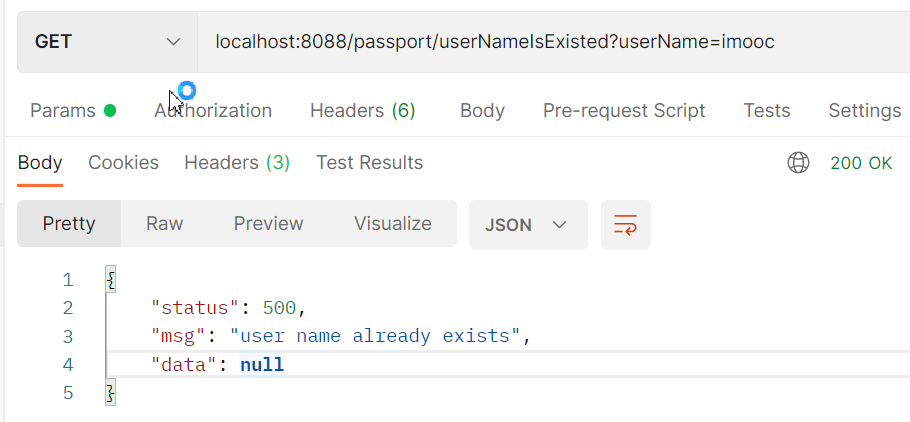 GET localhost:8088/passport/userNameIsExisted?userName=imooc
Params Authorization Headers (6) Body Pre-request Script Tests Settings
Body Cookies Headers (3) Test Results 200 OK
Pretty Raw Preview Visualize JSON
1 {
2 "status": 500,
3 "msg": "user name already exists",
4 "data": null
5 }